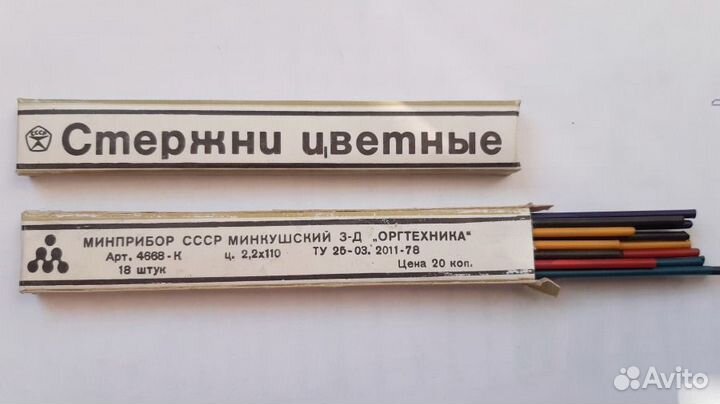 СССР
Стержни цветные
МИНПРИБОР СССР МИНКУШСКИЙ З-Д „ОРГТЕХНИКА"
Арт. 4668-К ц. 2,2х110 ТУ 25-03. 2011-78
18 штук Цена 20 коп.
Avito